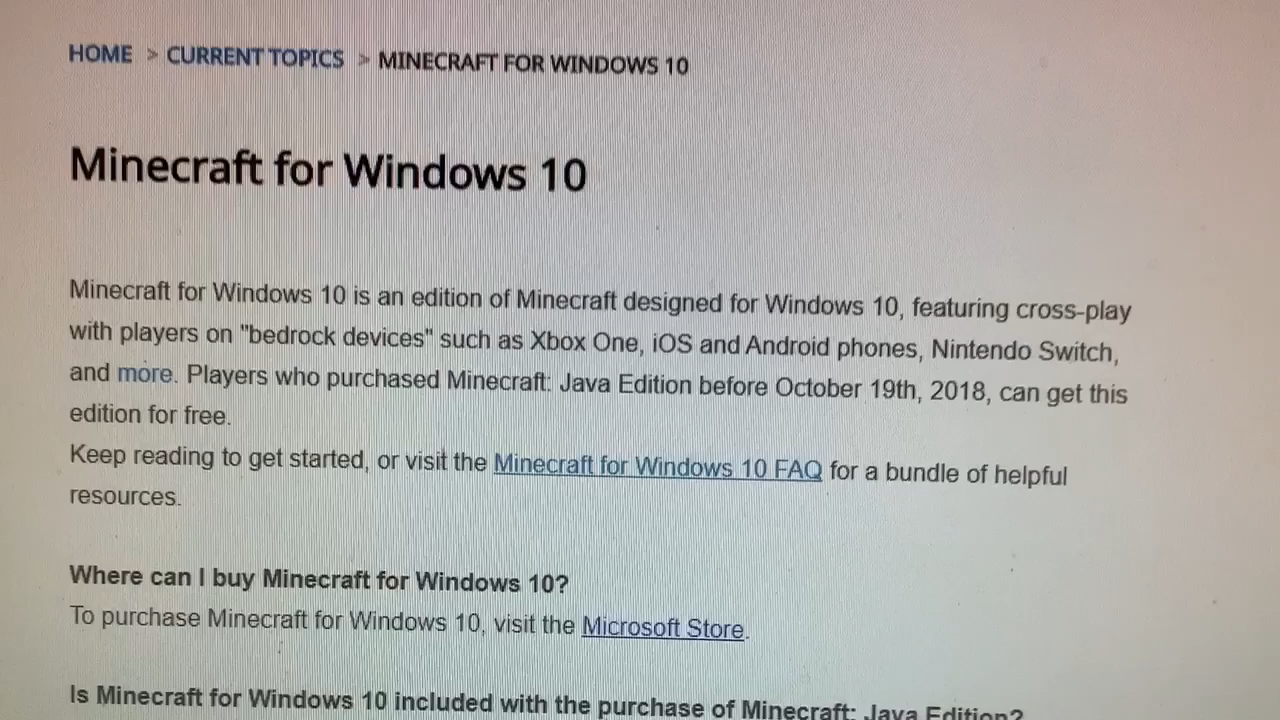 HOME > CURRENT TOPICS > MINECRAFT FOR WINDOWS 10
Minecraft for Windows 10
Minecraft for Windows 10 is an edition of Minecraft designed for Windows 10, featuring cross-play
with players on "bedrock devices" such as Xbox One, iOS and Android phones, Nintendo Switch,
and more. Players who purchased Minecraft: Java Edition before October 19th, 2018, can get this
edition for free.
Keep reading to get started, or visit the Minecraft for Windows 10 FAQ for a bundle of helpful
resources.
Where can I buy Minecraft for Windows 10?
To purchase Minecraft for Windows 10, visit the Microsoft Store.
Is Minecraft for Windows 10 included with the purchase of Minecraft: Java Edition?